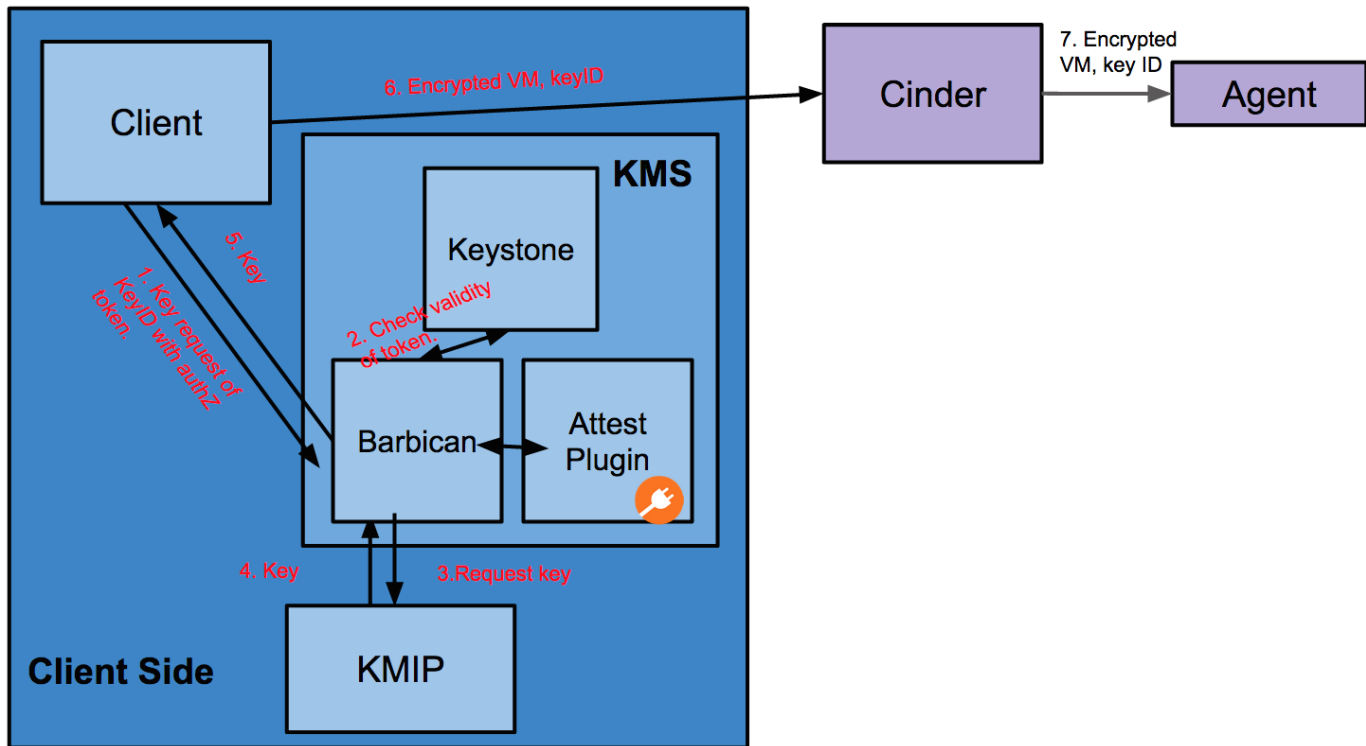 Client
6. Encrypted VM, keyID
Cinder
7. Encrypted
VM, key ID
Agent
KMS
Keystone
5. Key
1. Key request of
KeyID with authZ
token.
2. Check validity
of token.
Barbican
Attest
Plugin
4. Key
3.Request key
KMIP
Client Side